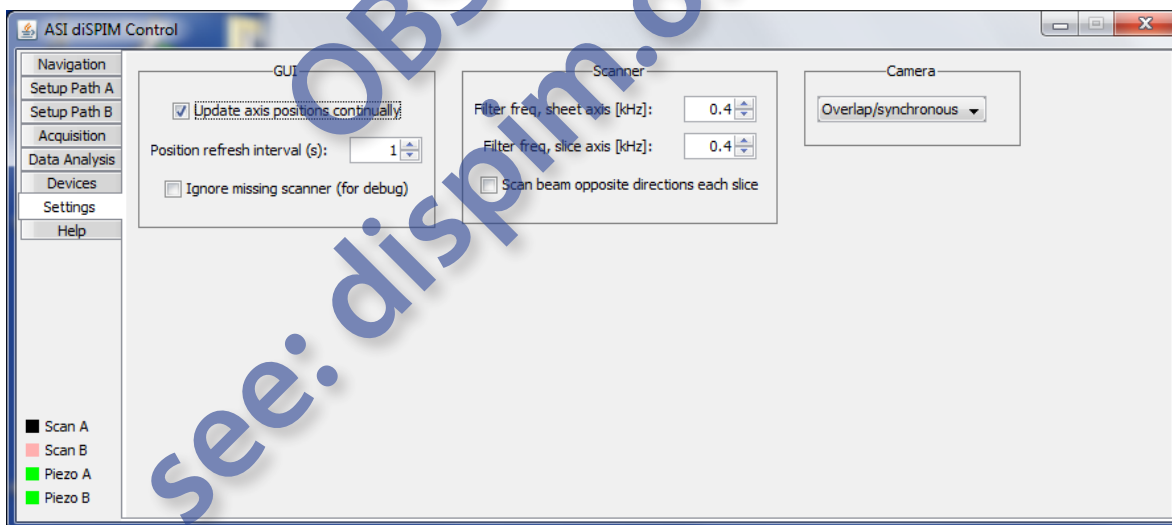 ASI diSPIM Control
Navigation
Setup Path A
Setup Path B
Acquisition
Data Analysis
Devices
Settings
Help
GUI
Update axis positions continually
Position refresh interval (s): 1
Ignore missing scanner (for debug)
Scanner
Filter freq, sheet axis [kHz]: 0.4
Filter freq, slice axis [kHz]: 0.4
Scan beam opposite directions each slice
Camera
Overlap/synchronous
Scan A
Scan B
Piezo A
Piezo B
OBS
see: dispim.o